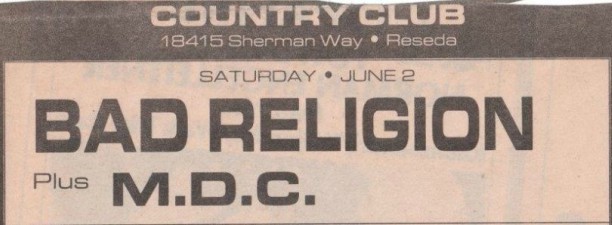 COUNTRY CLUB
18415 Sherman Way • Reseda
SATURDAY • JUNE 2
BAD RELIGION
Plus M.D.C.